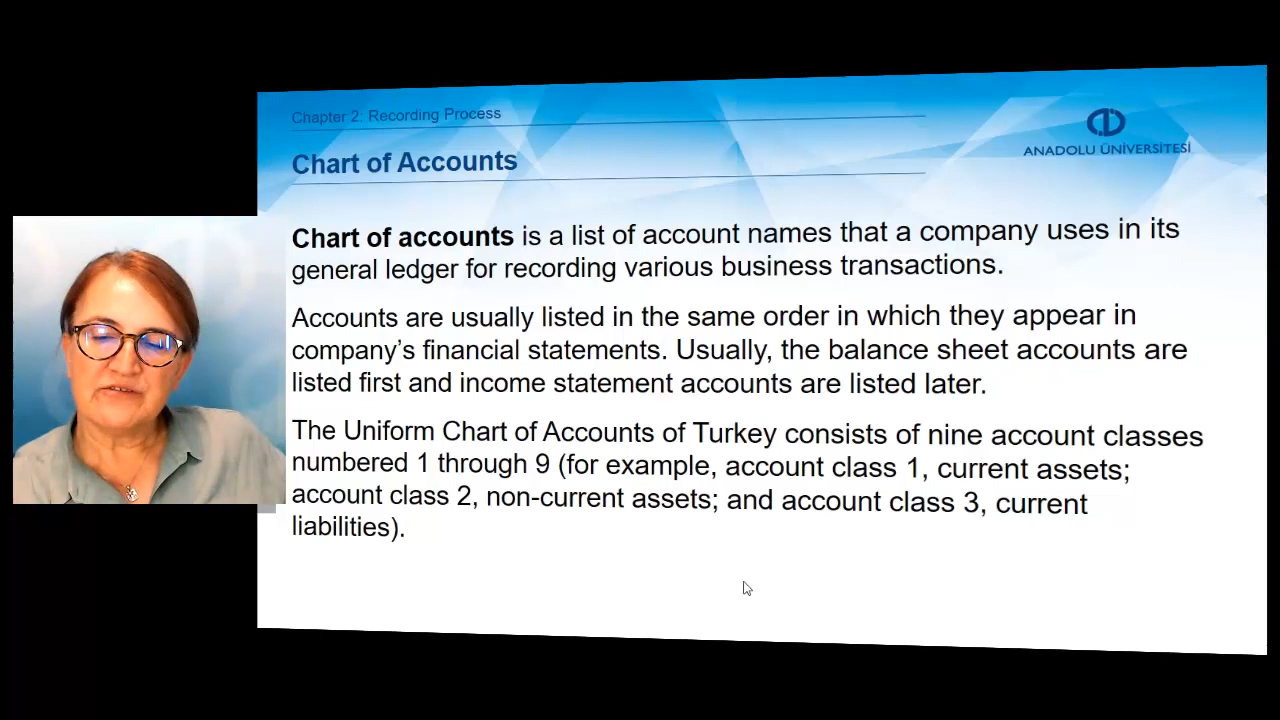 Chapter 2: Recording Process
Chart of Accounts
ANADOLU ÜNİVERSİTESİ
Chart of accounts is a list of account names that a company uses in its
general ledger for recording various business transactions.
Accounts are usually listed in the same order in which they appear in
company's financial statements. Usually, the balance sheet accounts are
listed first and income statement accounts are listed later.
The Uniform Chart of Accounts of Turkey consists of nine account classes
numbered 1 through 9 (for example, account class 1, current assets;
account class 2, non-current assets; and account class 3, current
liabilities).